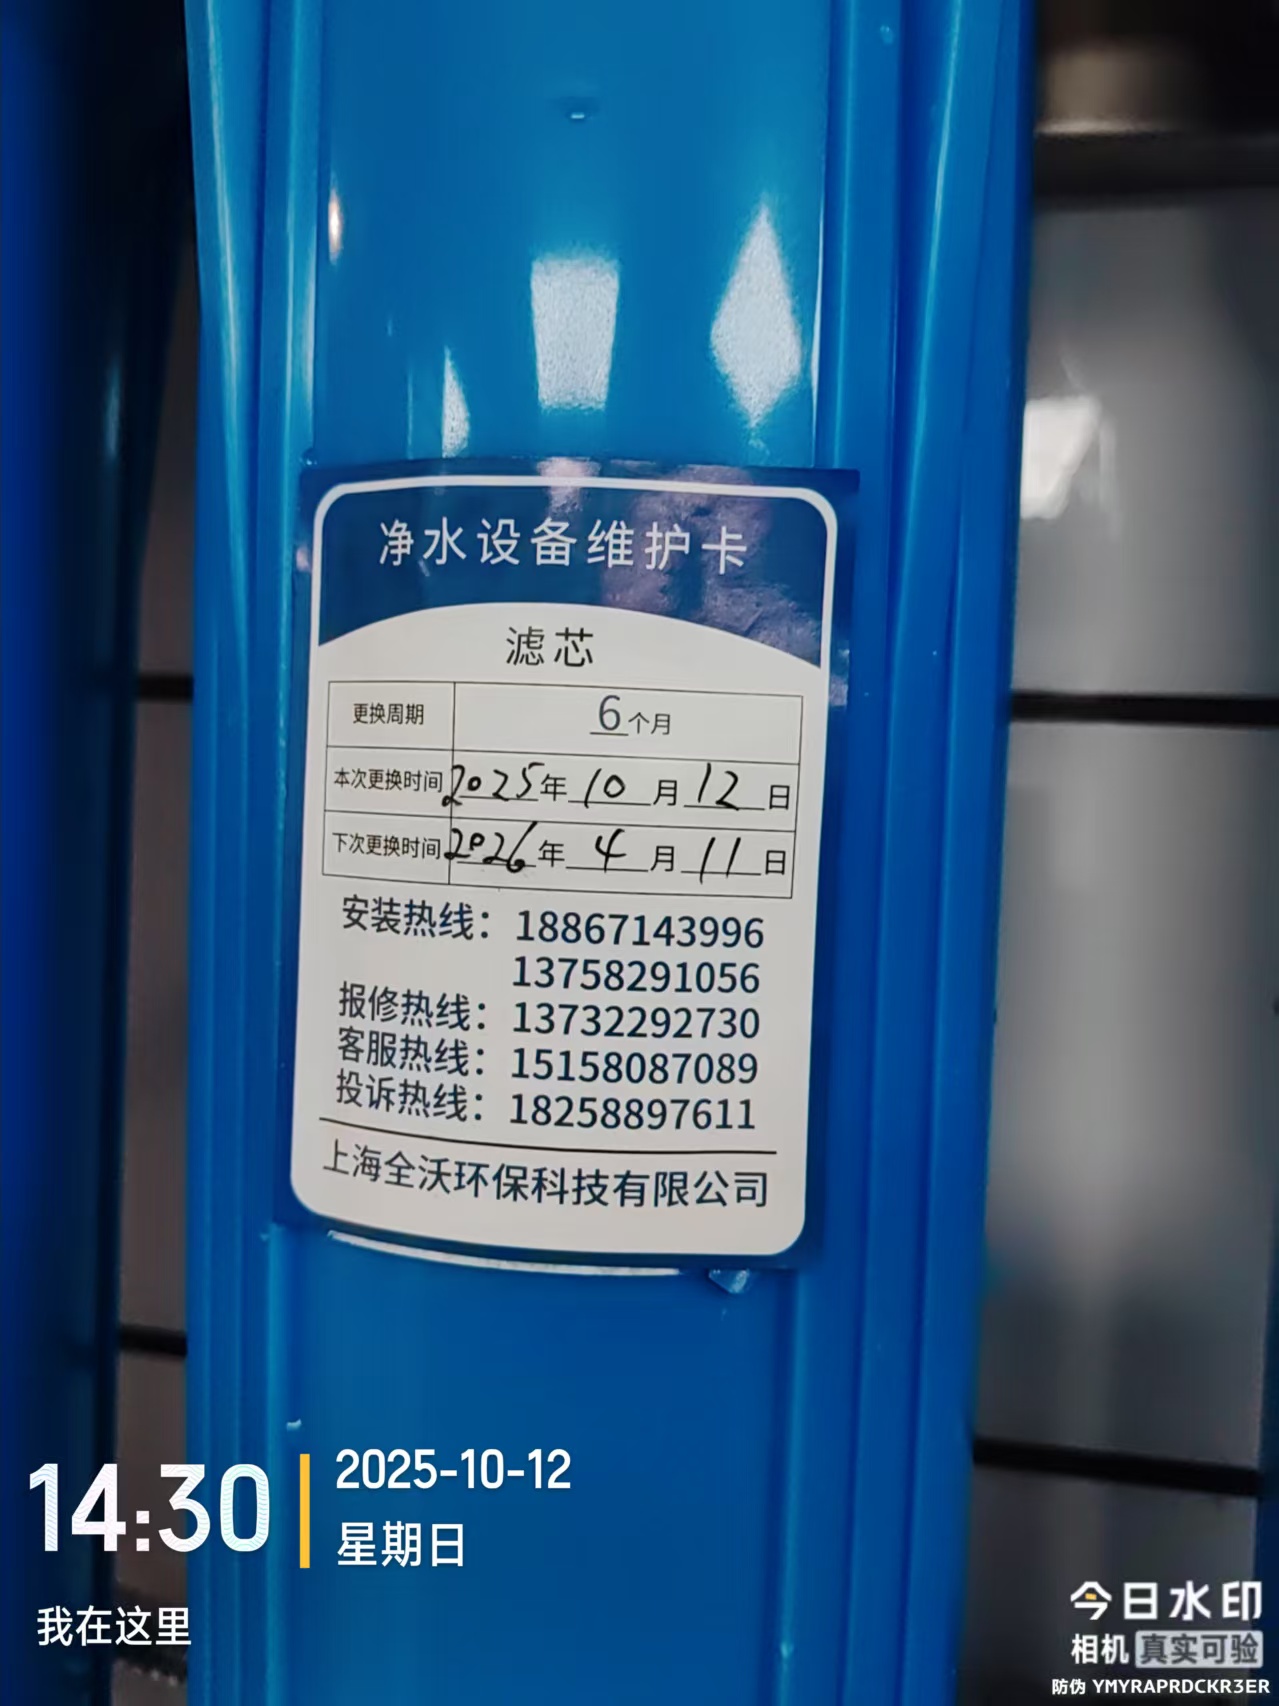 净水设备维护卡
滤芯
更换周期 6个月
本次更换时间 2025年10月12日
下次更换时间 2026年4月11日
安装热线：18867143996
13758291056
报修热线：13732292730
客服热线：15158087089
投诉热线：18258897611
上海全沃环保科技有限公司
14:30
2025-10-12
星期日
我在这里
今日水印
相机 真实可验
防伪 YMYRAPRDCKR3ER